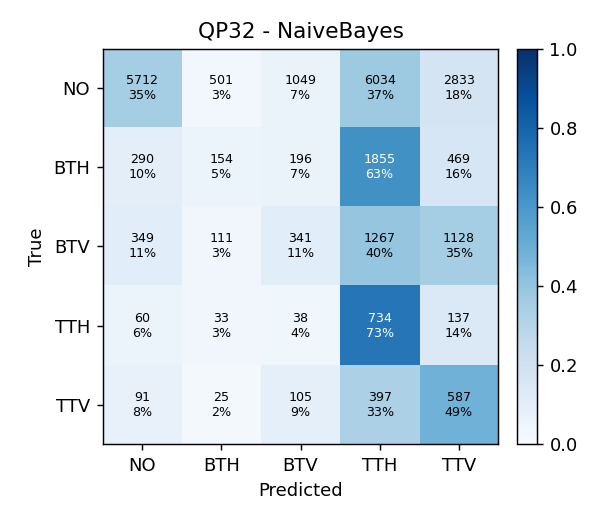 QP32 - NaiveBayes
NO 5712 501 1049 6034 2833
35% 3% 7% 37% 18%
BTH 290 154 196 1855 469
10% 5% 7% 63% 16%
BTV 349 111 341 1267 1128
11% 3% 11% 40% 35%
TTH 60 33 38 734 137
6% 3% 4% 73% 14%
TTV 91 25 105 397 587
8% 2% 9% 33% 49%
NO BTH BTV TTH TTV
Predicted
True
1.0
0.8
0.6
0.4
0.2
0.0